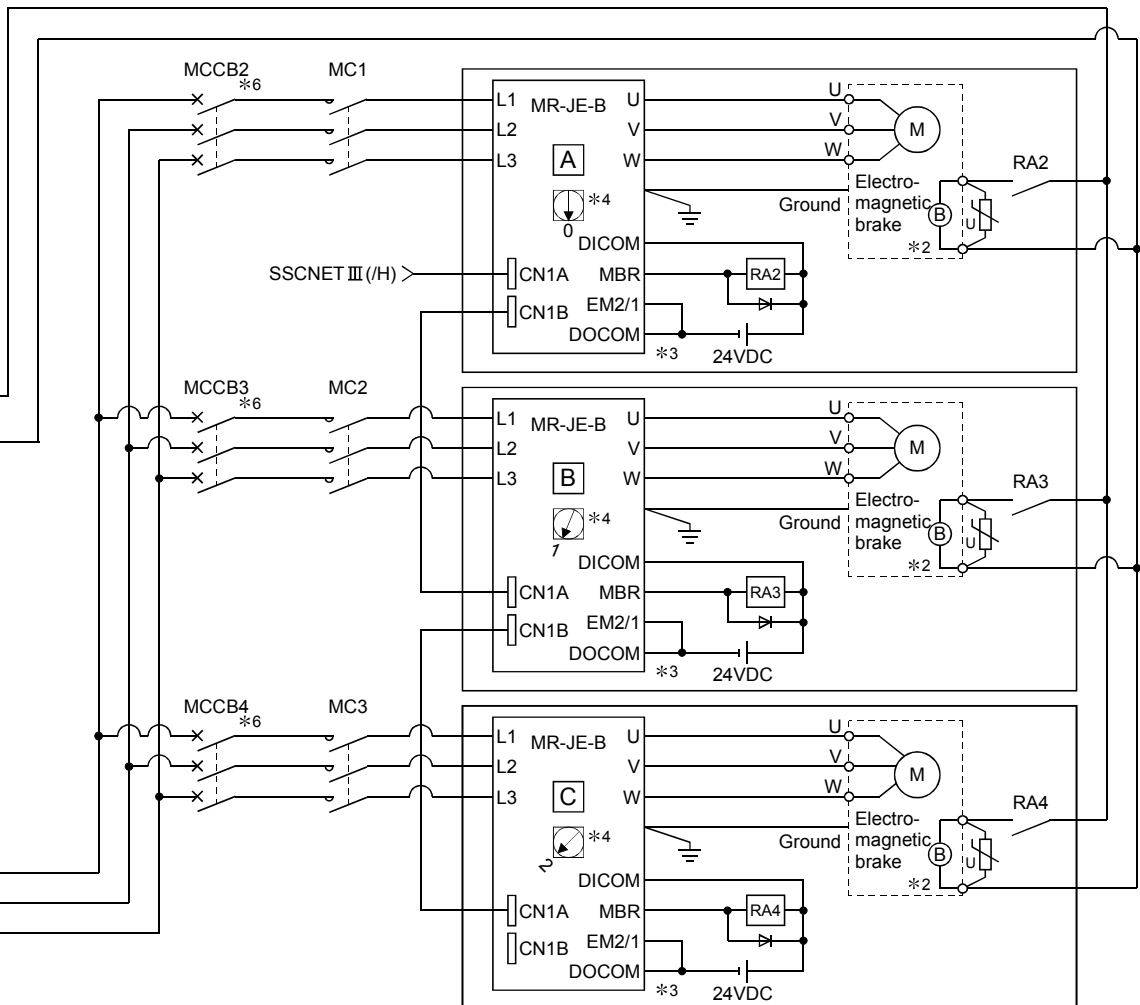 MCCB2 MC1
*6
L1 MR-JE-B U
L2 V
L3 W
A
*4
0
U
V
W
M
Ground
Electro-
magnetic
brake
*2
B
U
RA2
DICOM
SSCNETⅢ(/H) CN1A MBR RA2
CN1B EM2/1
DOCOM
*3
24VDC
MCCB3 MC2
*6
L1 MR-JE-B U
L2 V
L3 W
B
*4
1
U
V
W
M
Ground
Electro-
magnetic
brake
*2
B
U
RA3
DICOM
CN1A MBR RA3
CN1B EM2/1
DOCOM
*3
24VDC
MCCB4 MC3
*6
L1 MR-JE-B U
L2 V
L3 W
C
*4
2
U
V
W
M
Ground
Electro-
magnetic
brake
*2
B
U
RA4
DICOM
CN1A MBR RA4
CN1B EM2/1
DOCOM
*3
24VDC